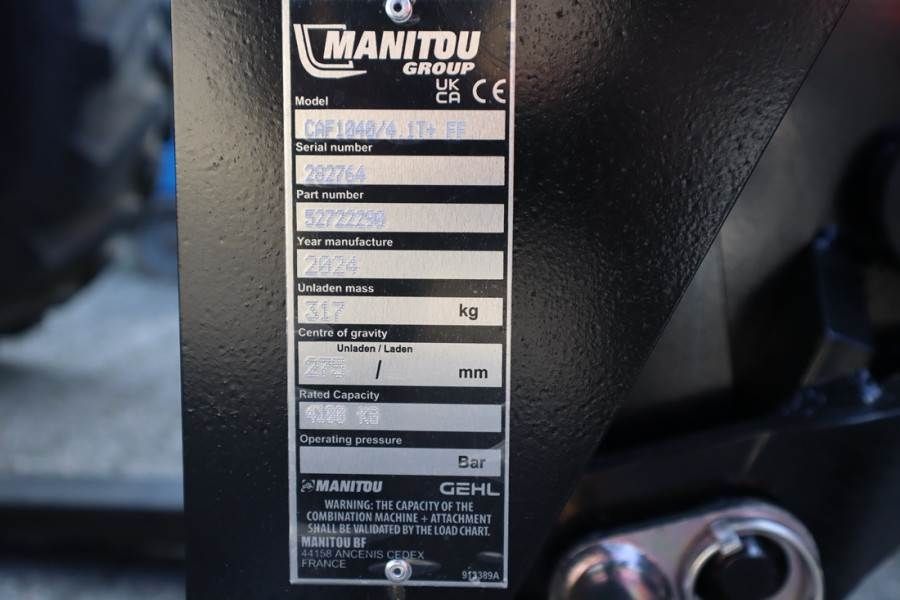 MANITOU
GROUP
UK
CA CE
Model
CAF1040/4.1T+ FF
Serial number
202764
Part number
52722290
Year manufacture
2024
Unladen mass
317 kg
Centre of gravity
Unladen / Laden
275 / mm
Rated Capacity
4100 KG
Operating pressure
Bar
MANITOU GEHL
WARNING: THE CAPACITY OF THE
COMBINATION MACHINE + ATTACHMENT
SHALL BE VALIDATED BY THE LOAD CHART.
MANITOU BF
44158 ANCENIS CEDEX
FRANCE
913389A